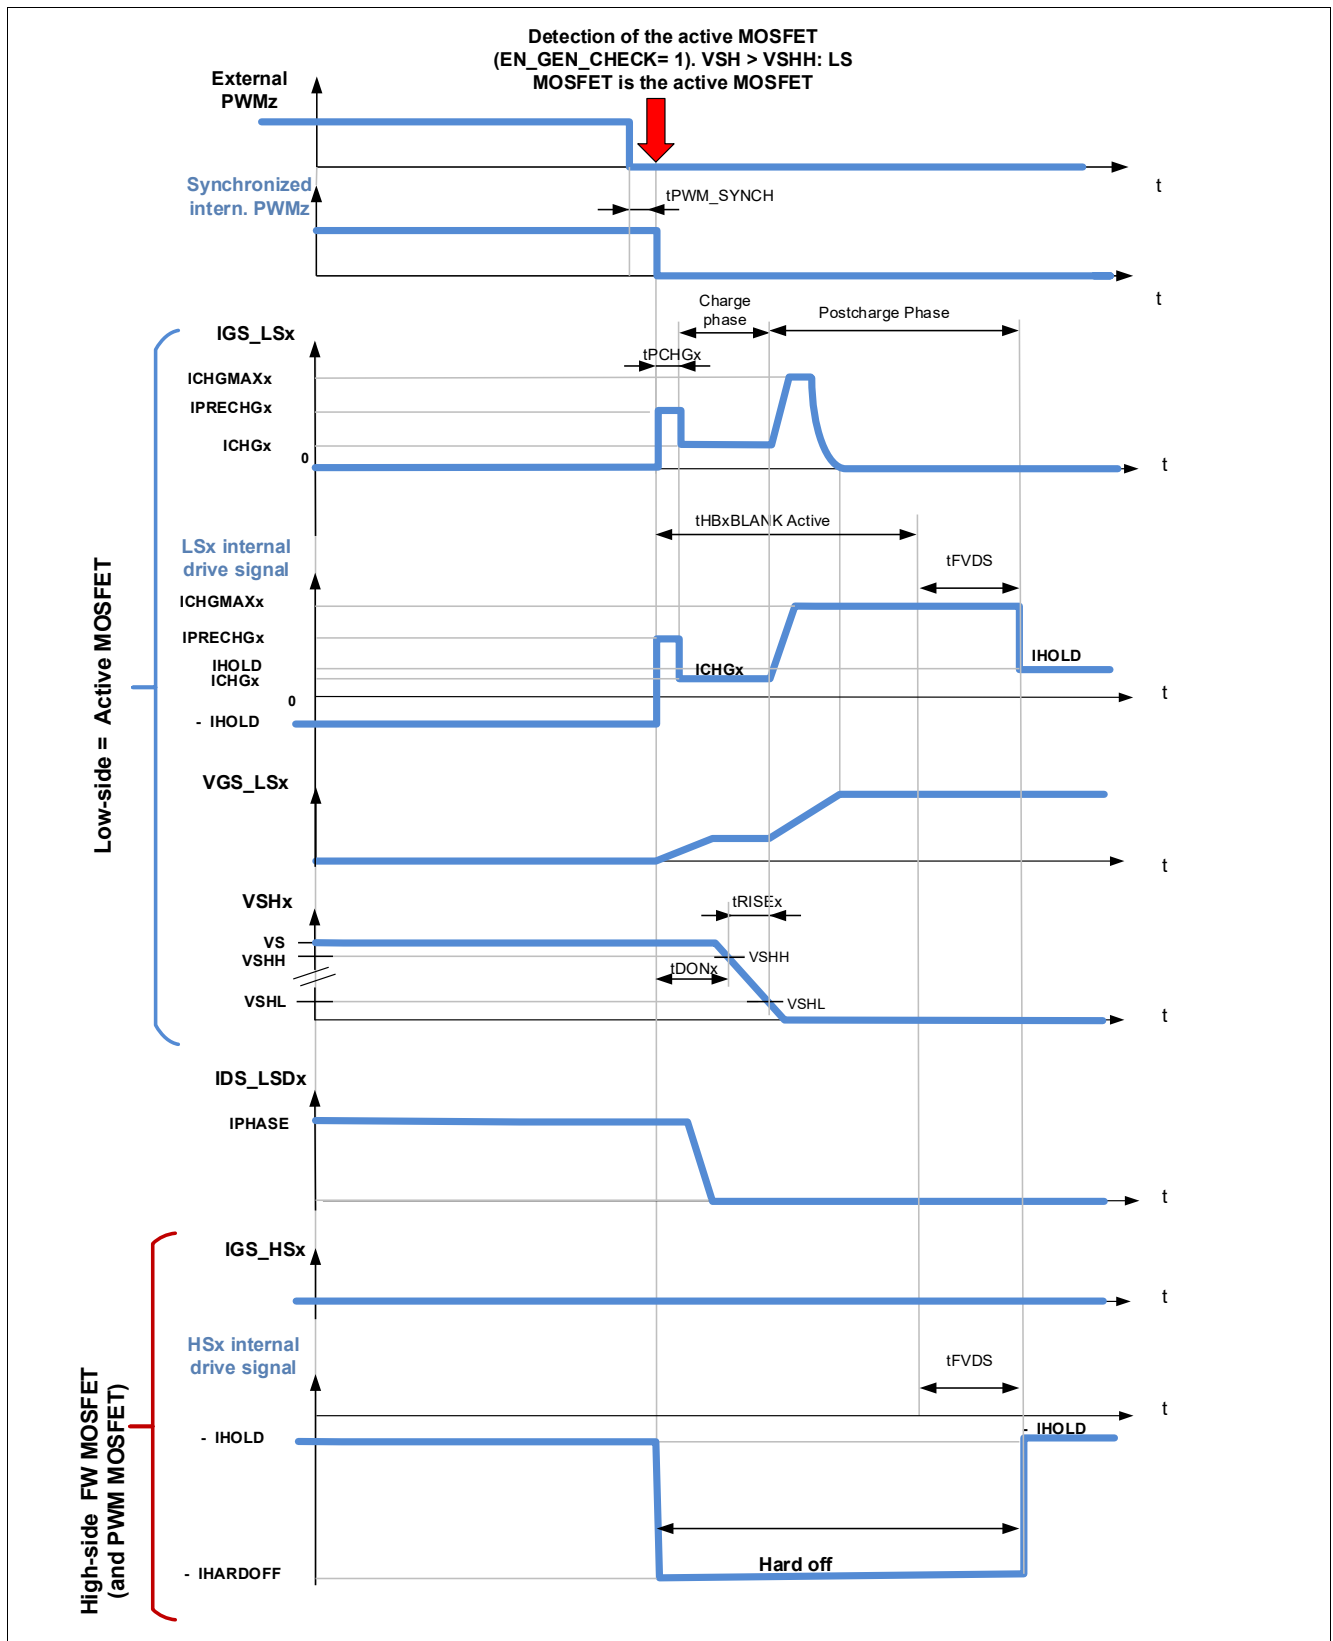 Detection of the active MOSFET
(EN_GEN_CHECK= 1). VSH > VSHH: LS
MOSFET is the active MOSFET
External
PWMz
t
Synchronized
intern. PWMz
tPWM_SYNCH
t
Low-side = Active MOSFET
IGS_LSx
Charge
phase
Postcharge Phase
tPCHGx
ICHGMAXx
IPRECHGx
ICHGx
0
t
tHBxBLANK Active
LSx internal
drive signal
tFVDS
ICHGMAXx
IPRECHGx
IHOLD
ICHGx
ICHGx
IHOLD
0
t
- IHOLD
VGS_LSx
t
VSHx
tRISEx
VS
VSHH
VSHH
tDONx
VSHL
VSHL
t
IDS_LSDx
IPHASE
t
High-side FW MOSFET
(and PWM MOSFET)
IGS_HSx
t
HSx internal
drive signal
tFVDS
t
- IHOLD
- IHOLD
Hard off
- IHARDOFF